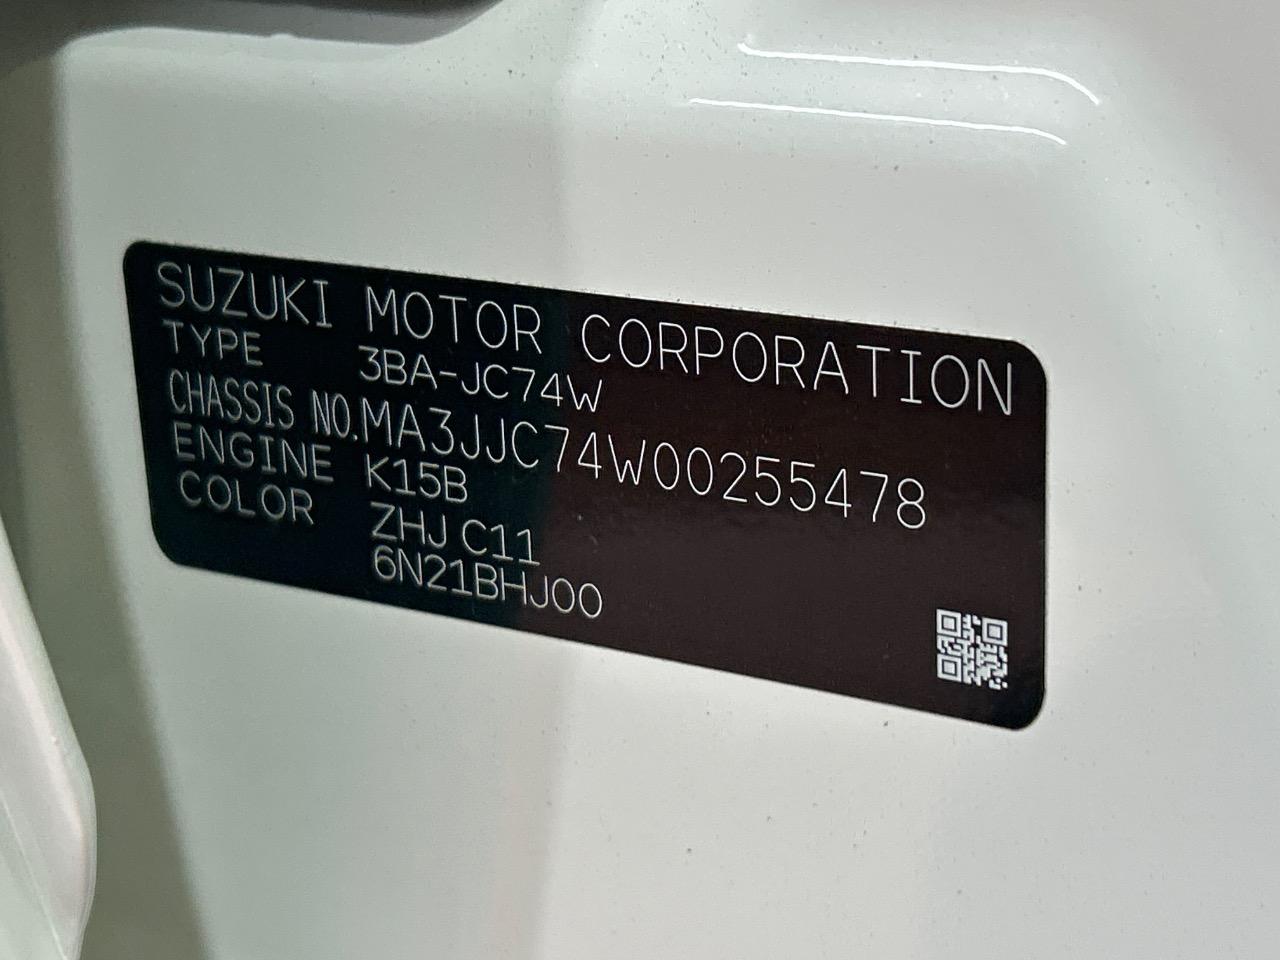 SUZUKI MOTOR CORPORATION
TYPE 3BA-JC74W
CHASSIS NO.MA3JJC74W00255478
ENGINE K15B
COLOR ZHJ C11
6N21BHJ00